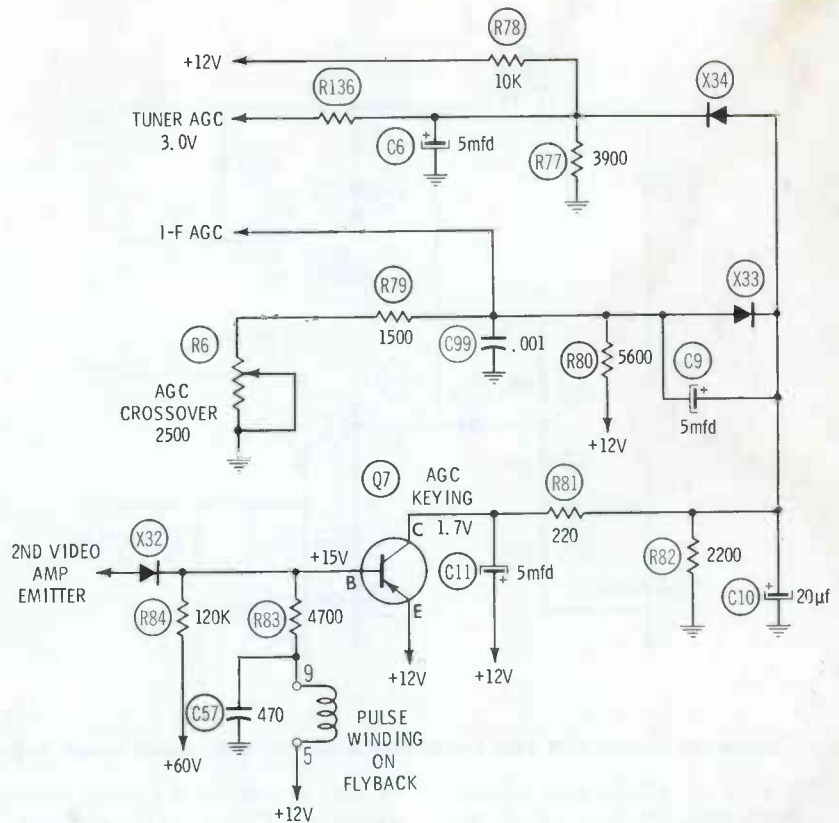 R78
+12V
10K
R136
X34
TUNER AGC
3.0V
C6
+
5mfd
R77
3900
I-F AGC
X33
R79
1500
C99
.001
R80
5600
C9
+
5mfd
+12V
R6
AGC
CROSSOVER
2500
Q7
AGC
KEYING
C
1.7V
R81
220
X32
2ND VIDEO
AMP
EMITTER
+15V
B
E
C11
+
5mfd
R82
2200
C10
+
20µf
R84
120K
R83
4700
+12V
+12V
9
C57
470
5
PULSE
WINDING
ON
FLYBACK
+60V
+12V